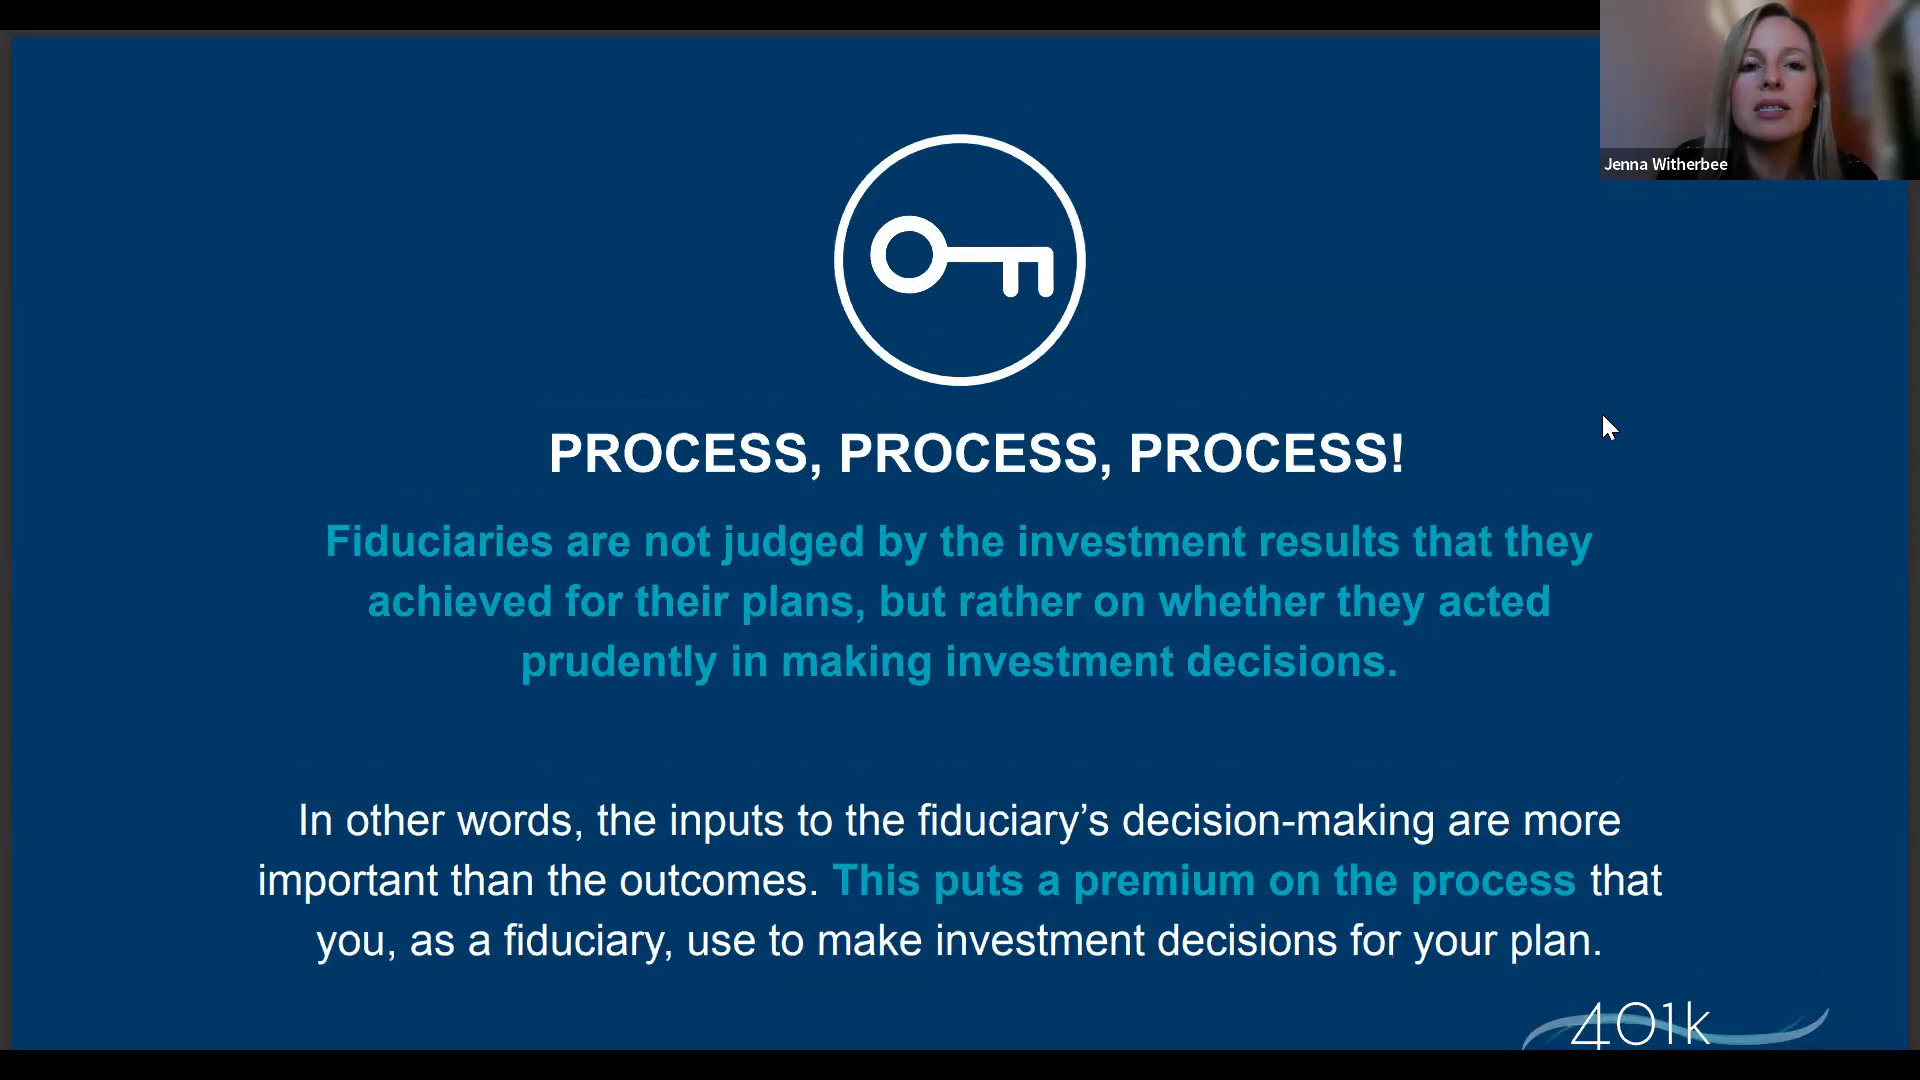 Jenna Witherbee
PROCESS, PROCESS, PROCESS!
Fiduciaries are not judged by the investment results that they
achieved for their plans, but rather on whether they acted
prudently in making investment decisions.
In other words, the inputs to the fiduciary’s decision-making are more
important than the outcomes. This puts a premium on the process that
you, as a fiduciary, use to make investment decisions for your plan.
401k